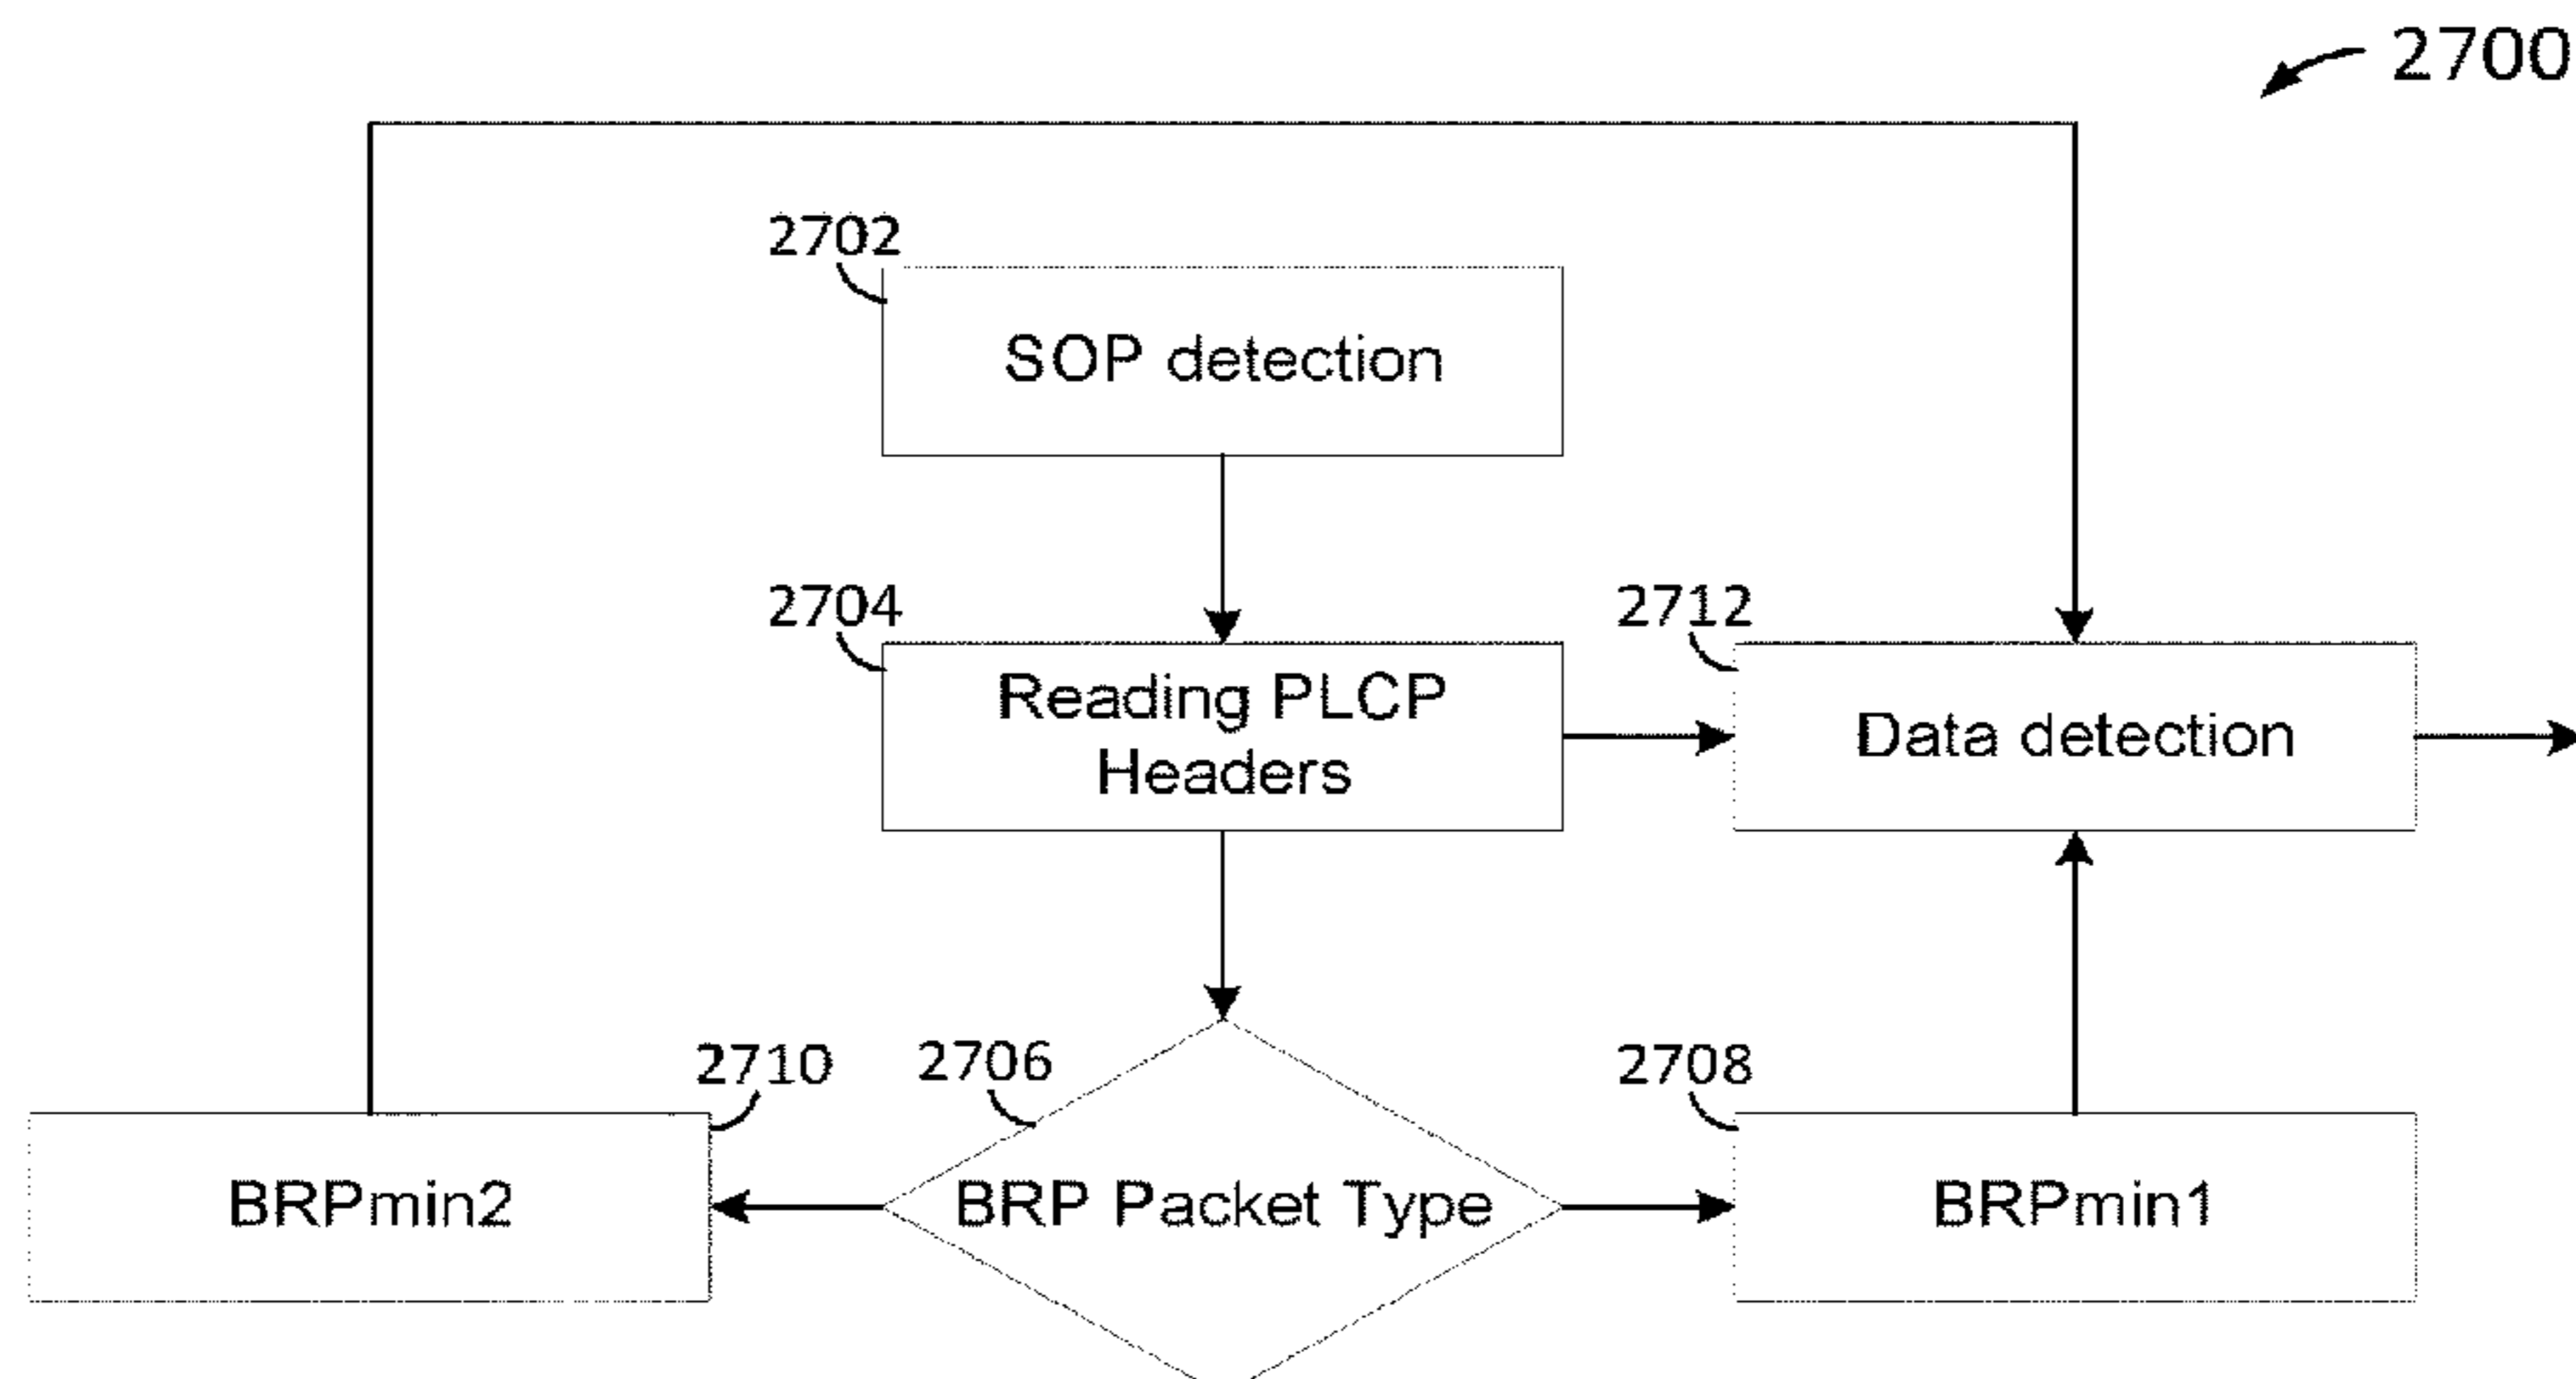 2700
2702
SOP detection
2704
Reading PLCP
Headers
2712
Data detection
2710
BRPmin2
2706
BRP Packet Type
2708
BRPmin1